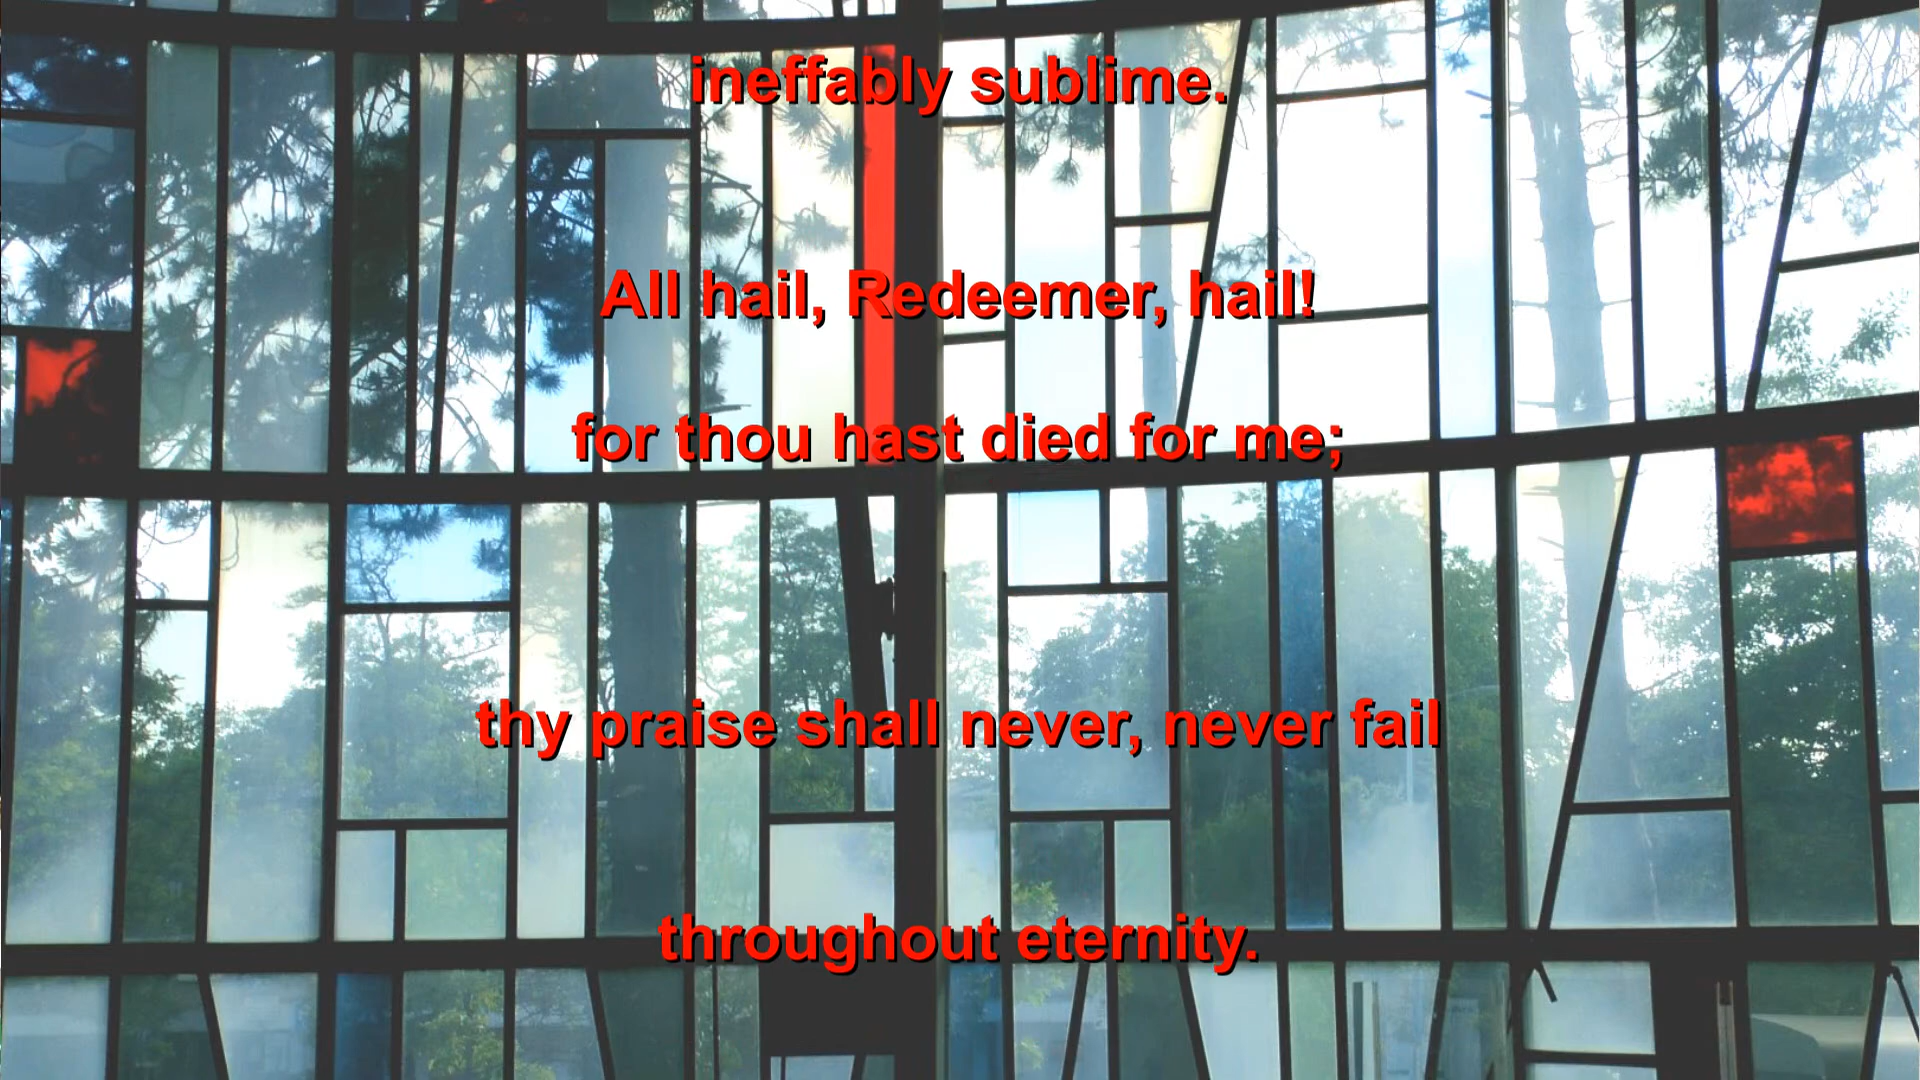 ineffably sublime.
All hail, Redeemer, hail!
for thou hast died for me;
thy praise shall never, never fail
throughout eternity.